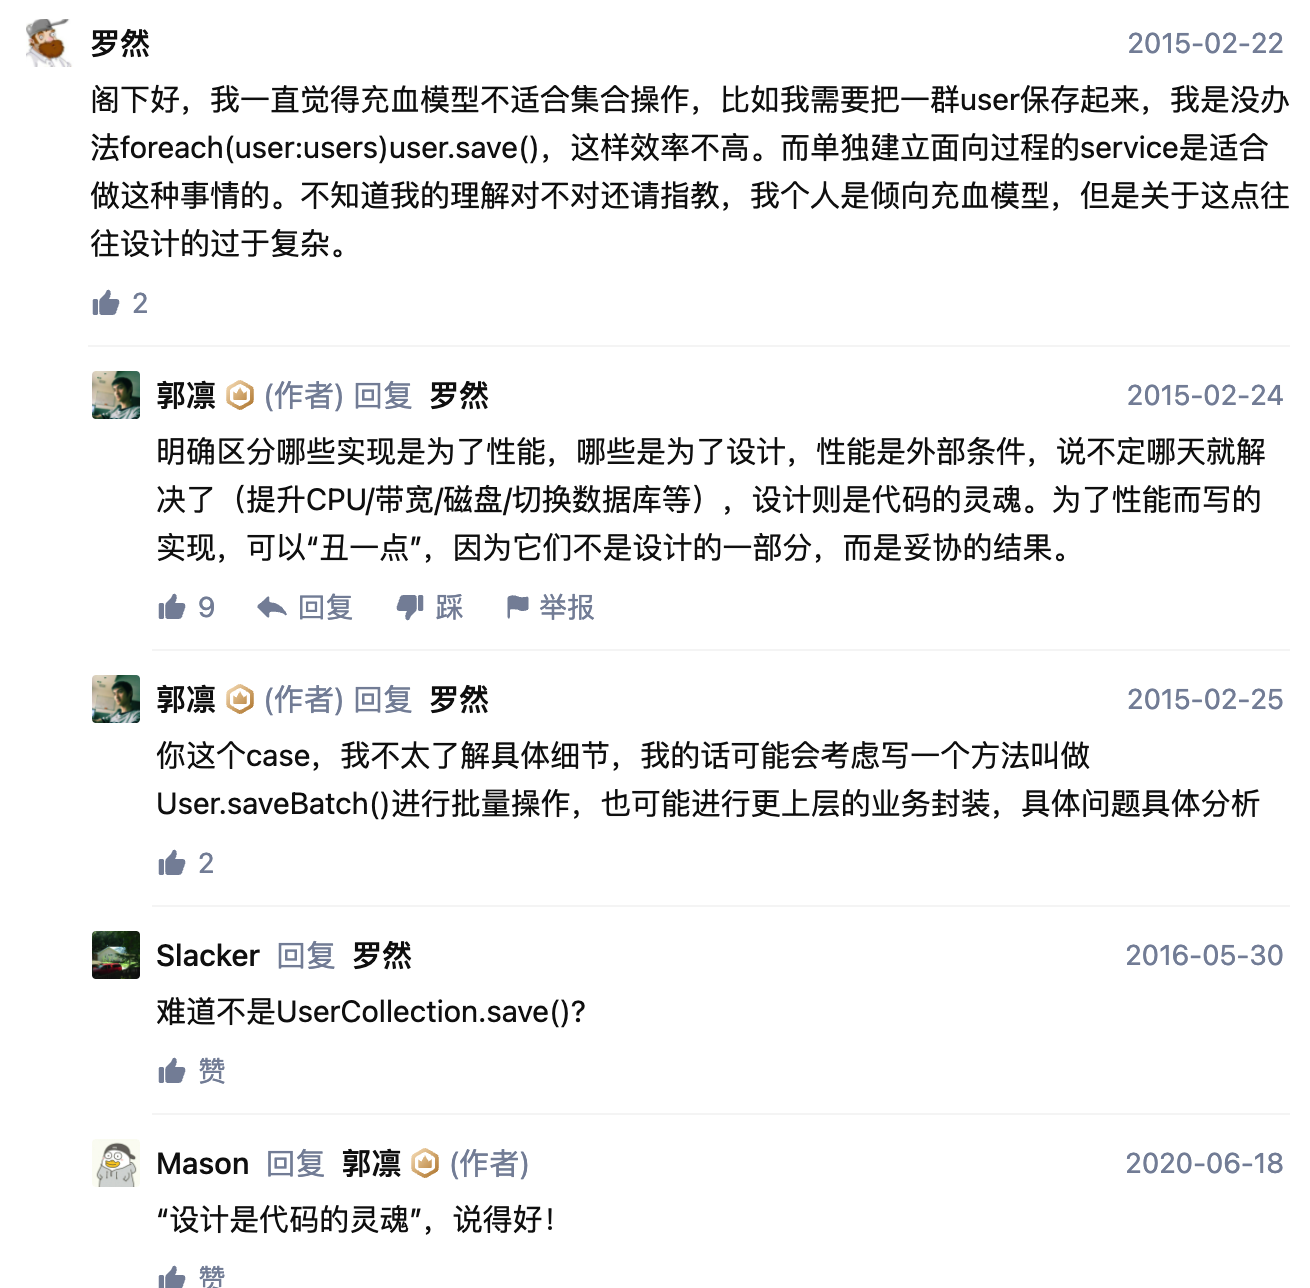 罗然 2015-02-22
阁下好，我一直觉得充血模型不适合集合操作，比如我需要把一群user保存起来，我是没办
法foreach(user:users)user.save()，这样效率不高。而单独建立面向过程的service是适合
做这种事情的。不知道我的理解对不对还请指教，我个人是倾向充血模型，但是关于这点往
往设计的过于复杂。
2
郭凛 (作者) 回复 罗然 2015-02-24
明确区分哪些实现是为了性能，哪些是为了设计，性能是外部条件，说不定哪天就解
决了（提升CPU/带宽/磁盘/切换数据库等），设计则是代码的灵魂。为了性能而写的
实现，可以“丑一点”，因为它们不是设计的一部分，而是妥协的结果。
9 回复 踩 举报
郭凛 (作者) 回复 罗然 2015-02-25
你这个case，我不太了解具体细节，我的话可能会考虑写一个方法叫做
User.saveBatch()进行批量操作，也可能进行更上层的业务封装，具体问题具体分析
2
Slacker 回复 罗然 2016-05-30
难道不是UserCollection.save()?
赞
Mason 回复 郭凛 (作者) 2020-06-18
“设计是代码的灵魂”，说得好！
赞